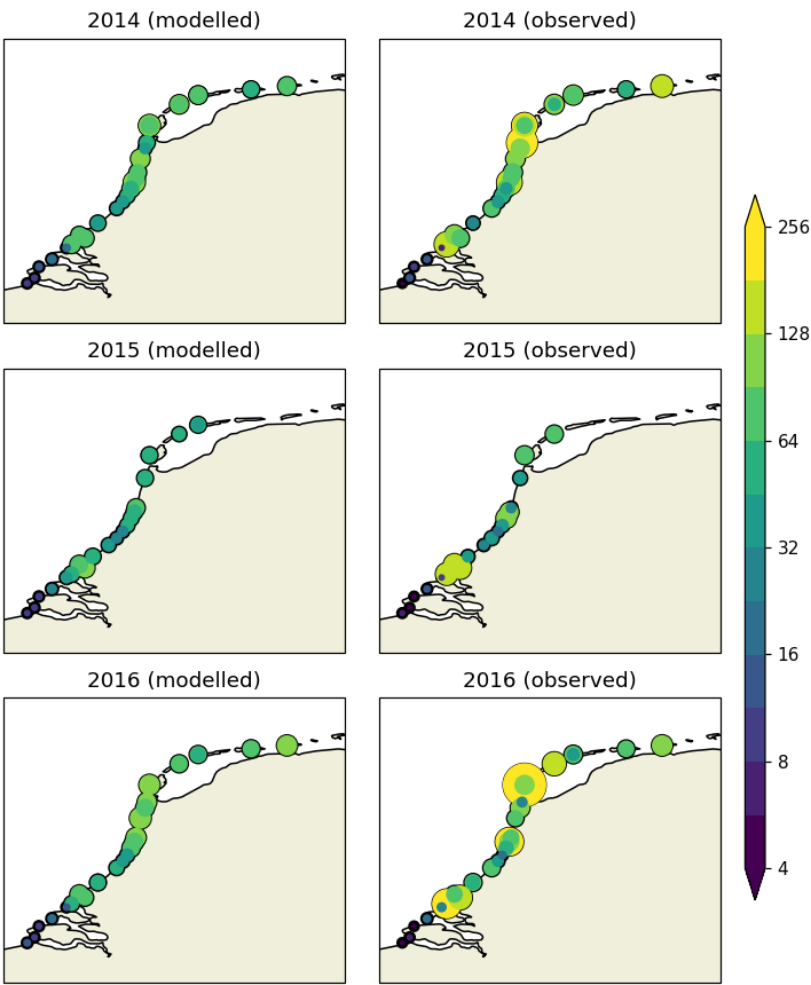 2014 (modelled)
2014 (observed)
2015 (modelled)
2015 (observed)
2016 (modelled)
2016 (observed)
256
128
64
32
16
8
4